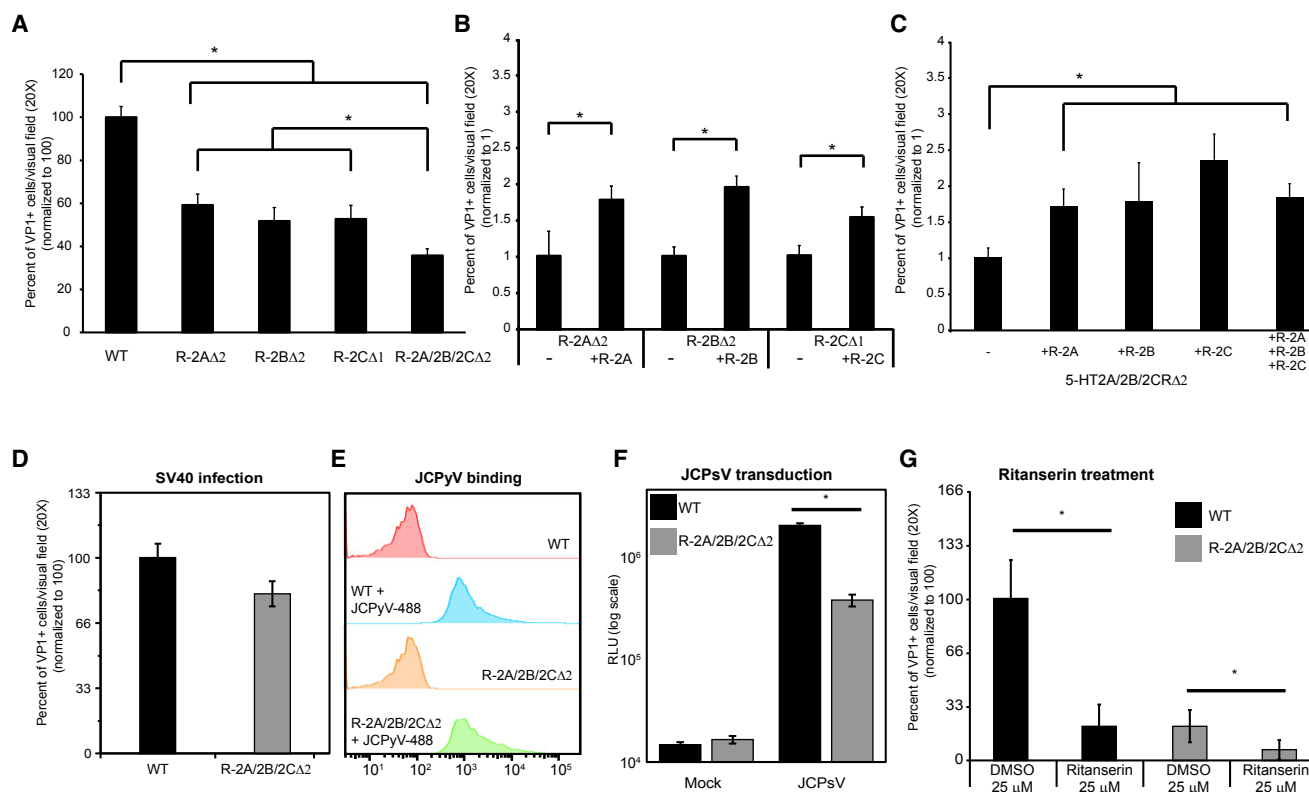 A
Percent of VP1+ cells/visual field (20X)
(normalized to 100)
120
100
80
60
40
20
0
*
*
WT
R-2AΔ2
R-2BΔ2
R-2CΔ1
R-2A/2B/2CΔ2
B
Percent of VP1+ cells/visual field (20X)
(normalized to 1)
4
3.5
3
2.5
2
1.5
1
0.5
0
*
*
*
R-2AΔ2
R-2BΔ2
R-2CΔ1
-
+R-2A
-
+R-2B
-
+R-2C
C
Percent of VP1+ cells/visual field (20X)
(normalized to 1)
4
3.5
3
2.5
2
1.5
1
0.5
0
*
-
+R-2A
+R-2B
+R-2C
+R-2A
+R-2B
+R-2C
5-HT2A/2B/2CRΔ2
D
SV40 infection
Percent of VP1+ cells/visual field (20X)
(normalized to 100)
133
100
66
33
0
WT
R-2A/2B/2CΔ2
E
JCPyV binding
WT
WT +
JCPyV-488
R-2A/2B/2CΔ2
R-2A/2B/2CΔ2
+ JCPyV-488
10¹
10²
10³
10⁴
10⁵
F
JCPsV transduction
WT
R-2A/2B/2CΔ2
*
RLU (log scale)
10⁶
10⁵
10⁴
Mock
JCPsV
G
Ritanserin treatment
Percent of VP1+ cells/visual field (20X)
(normalized to 100)
166
133
100
66
33
0
WT
R-2A/2B/2CΔ2
*
*
DMSO
25 µM
Ritanserin
25 µM
DMSO
25 µM
Ritanserin
25 µM